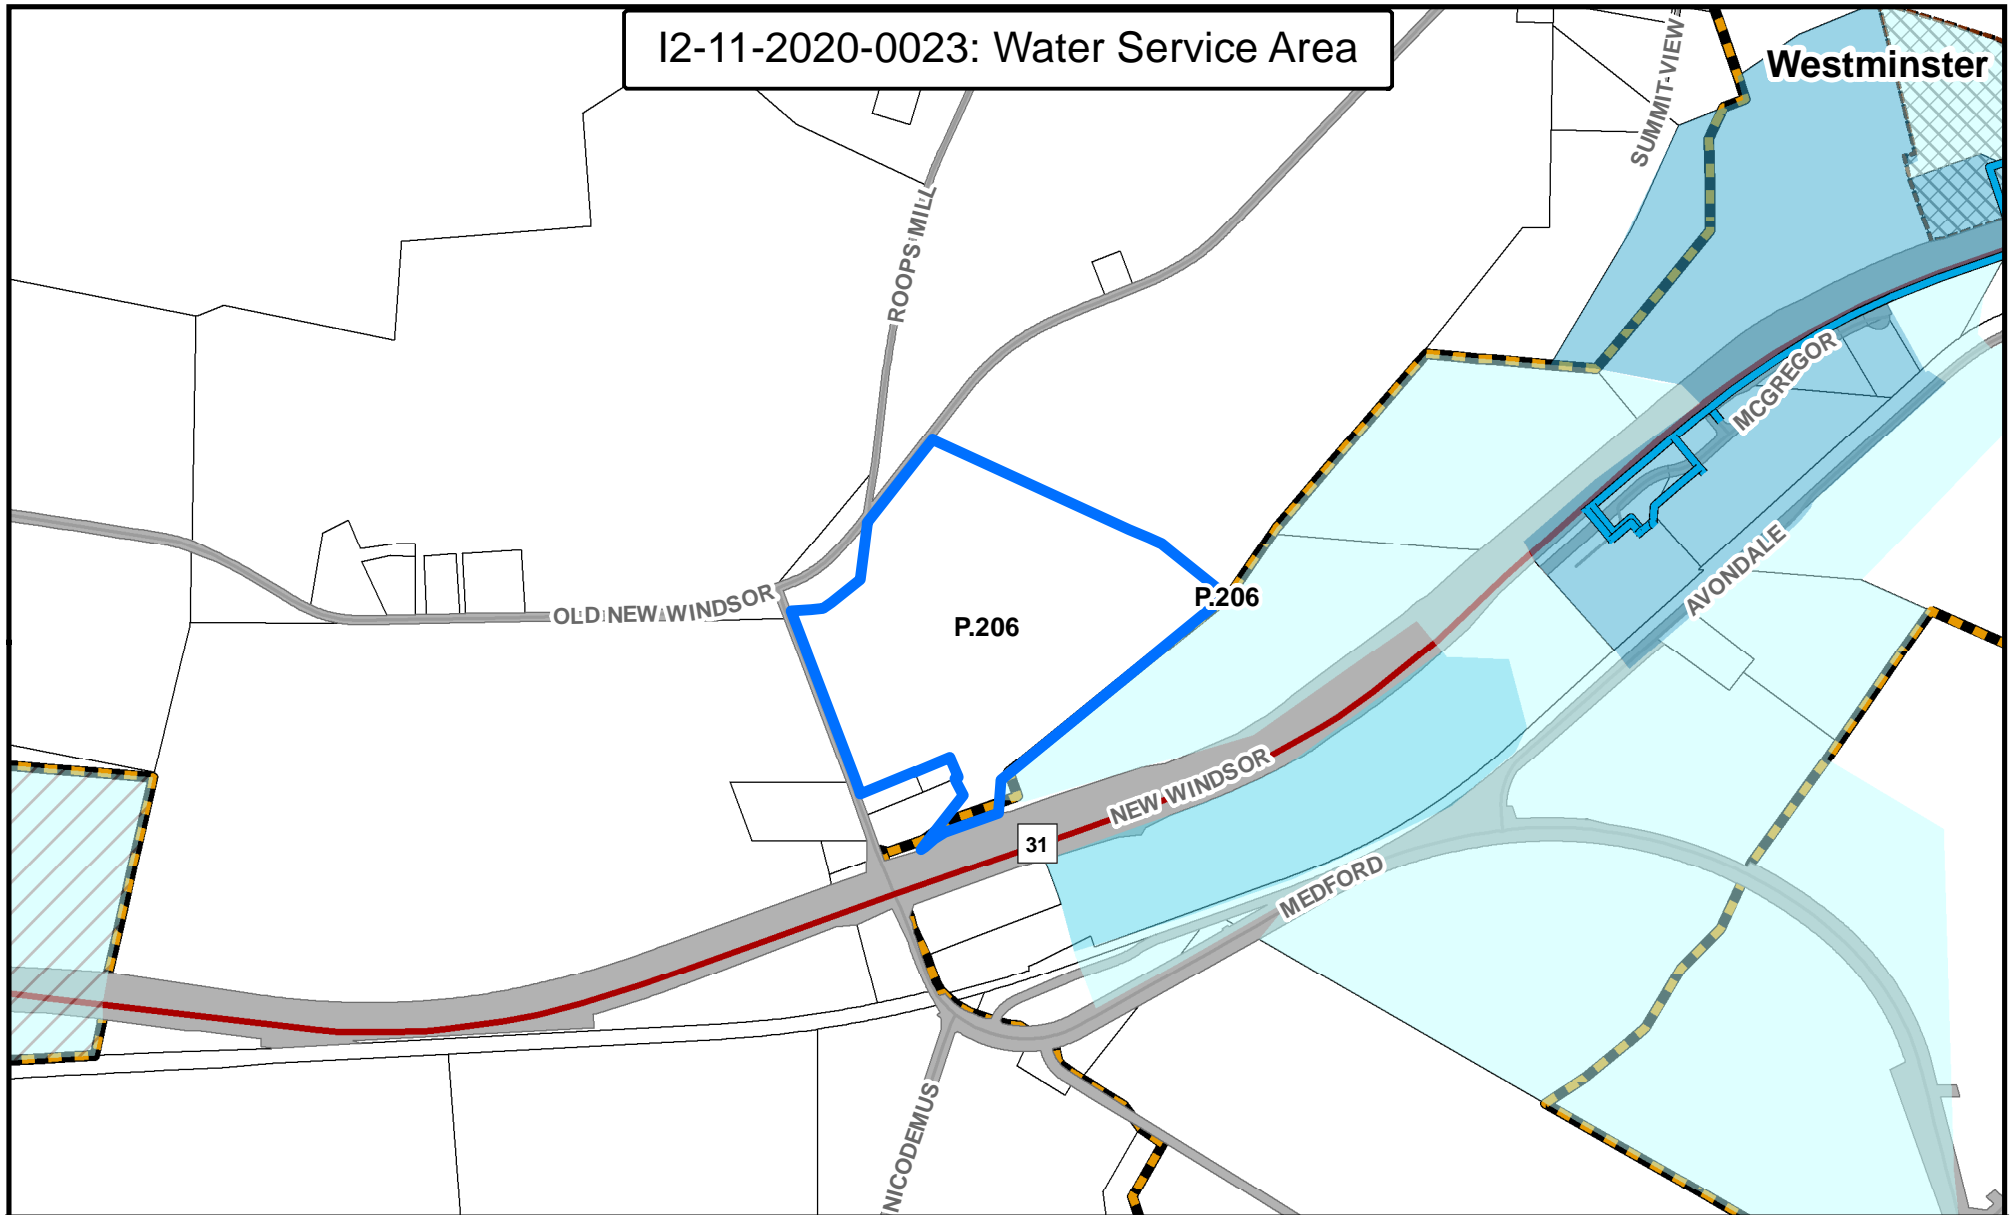 I2-11-2020-0023: Water Service Area
Westminster
SUMMIT VIEW
ROOPS MILL
MCGREGOR
AVONDALE
OLD NEW WINDSOR
P.206
P.206
NEW WINDSOR
31
MEDFORD
NICODEMUS